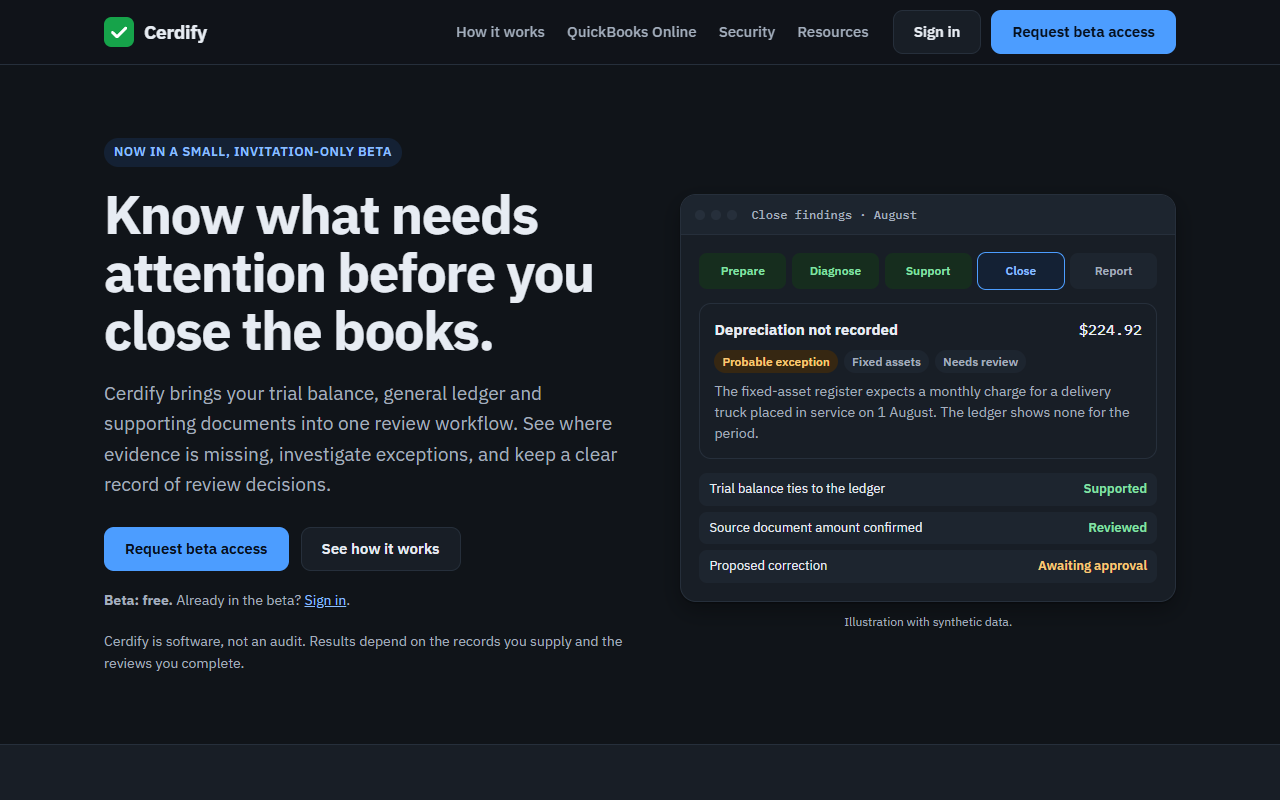 Cerdify
How it works
QuickBooks Online
Security
Resources
Sign in
Request beta access
NOW IN A SMALL, INVITATION-ONLY BETA
Know what needs
attention before you
close the books.
Cerdify brings your trial balance, general ledger and
supporting documents into one review workflow. See where
evidence is missing, investigate exceptions, and keep a clear
record of review decisions.
Request beta access
See how it works
Beta: free. Already in the beta? Sign in.
Cerdify is software, not an audit. Results depend on the records you supply and the
reviews you complete.
Close findings · August
Prepare
Diagnose
Support
Close
Report
Depreciation not recorded
$224.92
Probable exception
Fixed assets
Needs review
The fixed-asset register expects a monthly charge for a delivery
truck placed in service on 1 August. The ledger shows none for the
period.
Trial balance ties to the ledger
Supported
Source document amount confirmed
Reviewed
Proposed correction
Awaiting approval
Illustration with synthetic data.